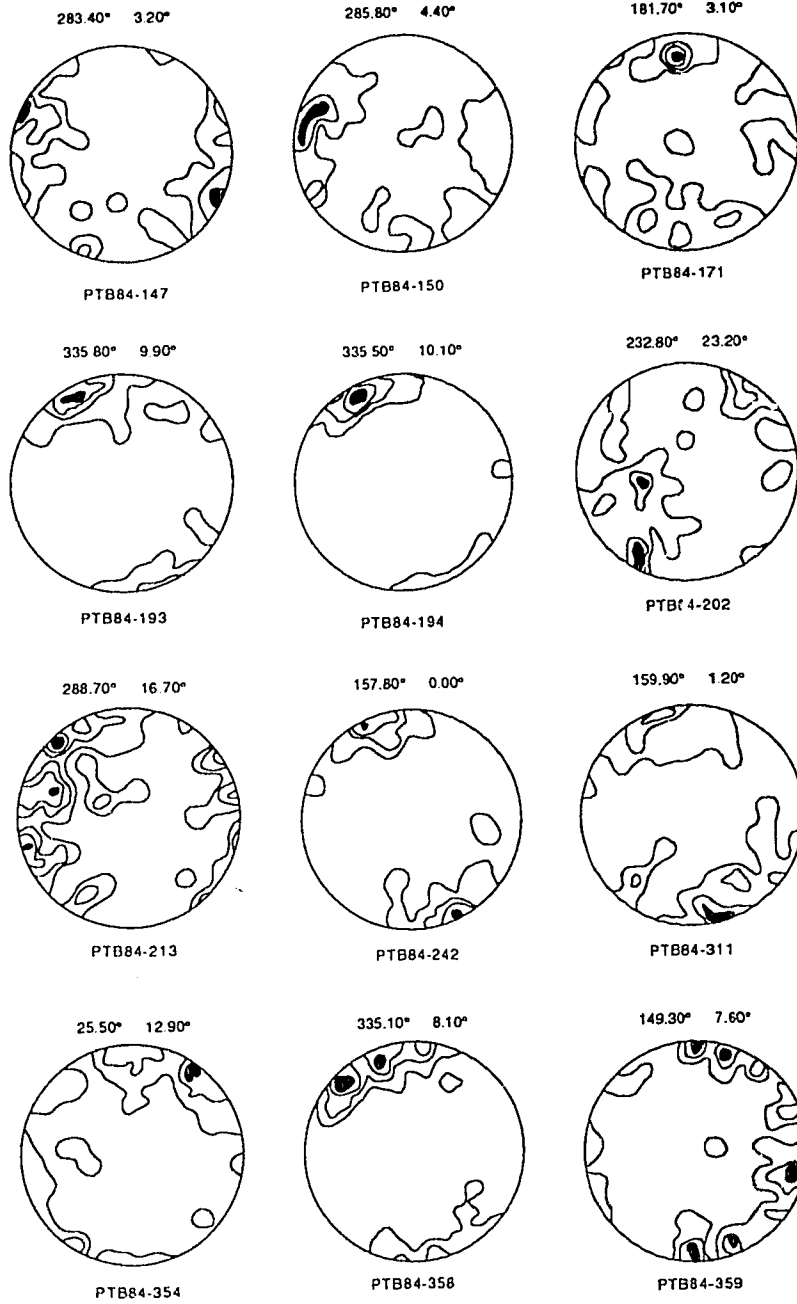 283.40° 3.20° 285.80° 4.40° 181.70° 3.10°
PTB84-147 PTB84-150 PTB84-171
335 80° 9.90° 335 50° 10.10° 232.80° 23.20°
PTB84-193 PTB84-194 PTB84-202
288.70° 16.70° 157.80° 0.00° 159.90° 1.20°
PTB84-213 PTB84-242 PTB84-311
25.50° 12.90° 335.10° 8.10° 149.30° 7.60°
PTB84-354 PTB84-358 PTB84-359